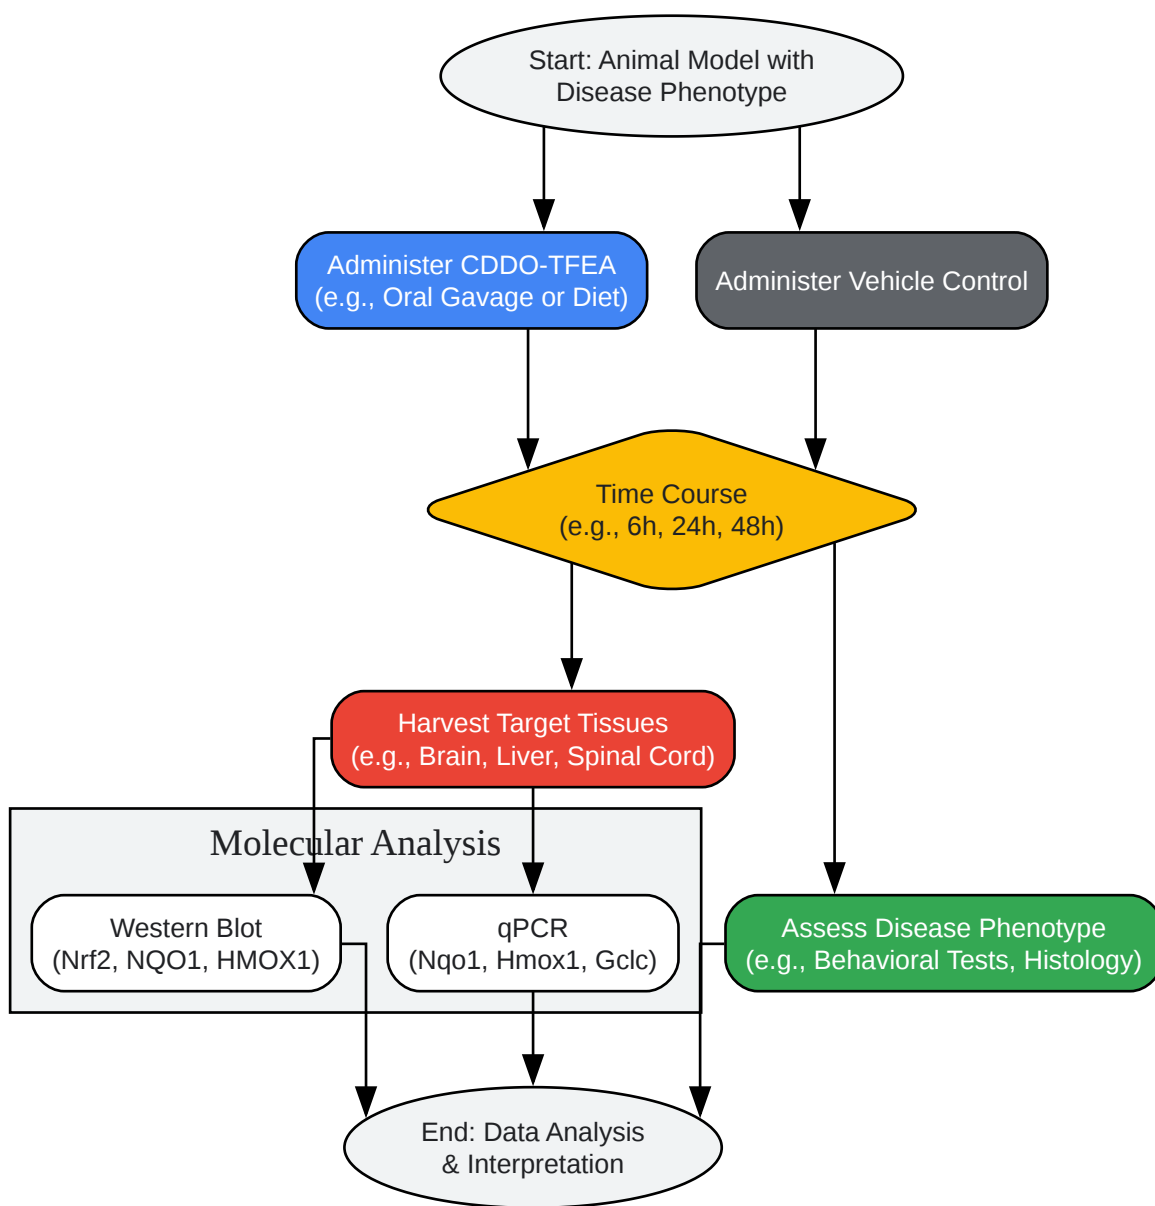 Start: Animal Model with
Disease Phenotype
Administer CDDO-TFEA
(e.g., Oral Gavage or Diet)
Administer Vehicle Control
Time Course
(e.g., 6h, 24h, 48h)
Harvest Target Tissues
(e.g., Brain, Liver, Spinal Cord)
Molecular Analysis
Western Blot
(Nrf2, NQO1, HMOX1)
qPCR
(Nqo1, Hmox1, Gclc)
Assess Disease Phenotype
(e.g., Behavioral Tests, Histology)
End: Data Analysis
& Interpretation